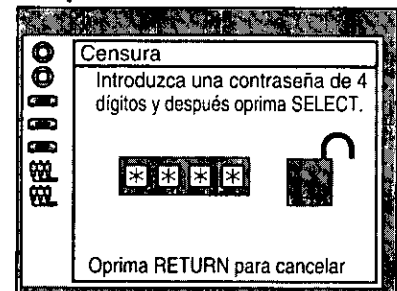 Censura
Introduzca una contraseña de 4
dígitos y después oprima SELECT.
* * * *
Oprima RETURN para cancelar